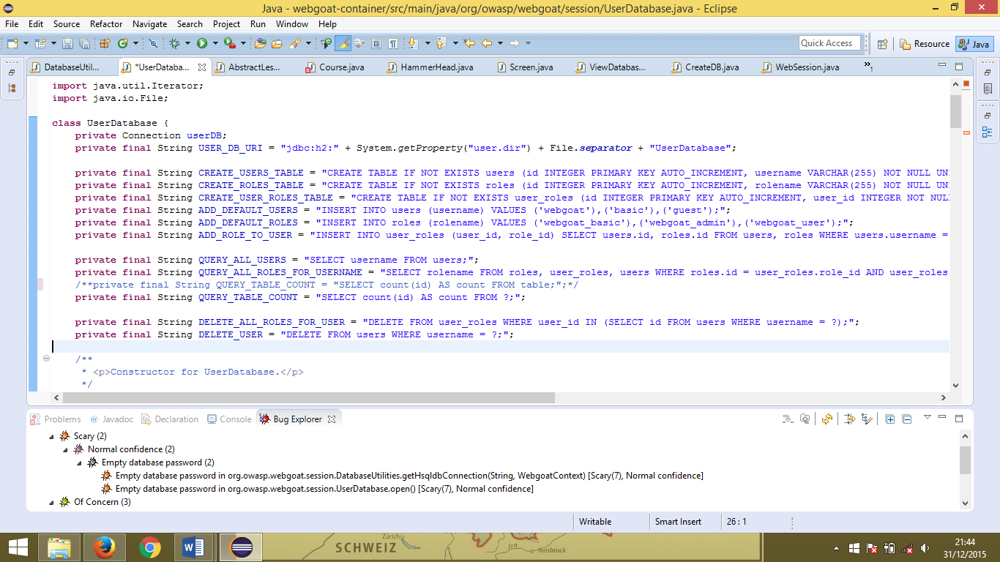 Java - webgoat-container/src/main/java/org/owasp/webgoat/session/UserDatabase.java - Eclipse
File Edit Source Refactor Navigate Search Project Run Window Help
Quick Access Resource Java
DatabaseUtil... *UserDataba... AbstractLes... Course.java HammerHead.java Screen.java ViewDatabas... CreateDB.java WebSession.java »1
import java.util.Iterator;
import java.io.File;
class UserDatabase {
private Connection userDB;
private final String USER_DB_URI = "jdbc:h2:" + System.getProperty("user.dir") + File.separator + "UserDatabase";
private final String CREATE_USERS_TABLE = "CREATE TABLE IF NOT EXISTS users (id INTEGER PRIMARY KEY AUTO_INCREMENT, username VARCHAR(255) NOT NULL UNI
private final String CREATE_ROLES_TABLE = "CREATE TABLE IF NOT EXISTS roles (id INTEGER PRIMARY KEY AUTO_INCREMENT, rolename VARCHAR(255) NOT NULL UNI
private final String CREATE_USER_ROLES_TABLE = "CREATE TABLE IF NOT EXISTS user_roles (id INTEGER PRIMARY KEY AUTO_INCREMENT, user_id INTEGER NOT NULL
private final String ADD_DEFAULT_USERS = "INSERT INTO users (username) VALUES ('webgoat'),('basic'),('guest');";
private final String ADD_DEFAULT_ROLES = "INSERT INTO roles (rolename) VALUES ('webgoat_basic'),('webgoat_admin'),('webgoat_user');";
private final String ADD_ROLE_TO_USER = "INSERT INTO user_roles (user_id, role_id) SELECT users.id, roles.id FROM users, roles WHERE users.username =
private final String QUERY_ALL_USERS = "SELECT username FROM users;";
private final String QUERY_ALL_ROLES_FOR_USERNAME = "SELECT rolename FROM roles, user_roles, users WHERE roles.id = user_roles.role_id AND user_roles
/**private final String QUERY_TABLE_COUNT = "SELECT count(id) AS count FROM table;";*/
private final String QUERY_TABLE_COUNT = "SELECT count(id) AS count FROM ?;";
private final String DELETE_ALL_ROLES_FOR_USER = "DELETE FROM user_roles WHERE user_id IN (SELECT id FROM users WHERE username = ?);";
private final String DELETE_USER = "DELETE FROM users WHERE username = ?;";
/**
* <p>Constructor for UserDatabase.</p>
*/
Problems @ Javadoc Declaration Console Bug Explorer
Scary (2)
Normal confidence (2)
Empty database password (2)
Empty database password in org.owasp.webgoat.session.DatabaseUtilities.getHsqldbConnection(String, WebgoatContext) [Scary(7), Normal confidence]
Empty database password in org.owasp.webgoat.session.UserDatabase.open() [Scary(7), Normal confidence]
Of Concern (3)
Writable Smart Insert 26 : 1
Zürich
SCHWEIZ
Inn
Innsbruck
21:44
31/12/2015